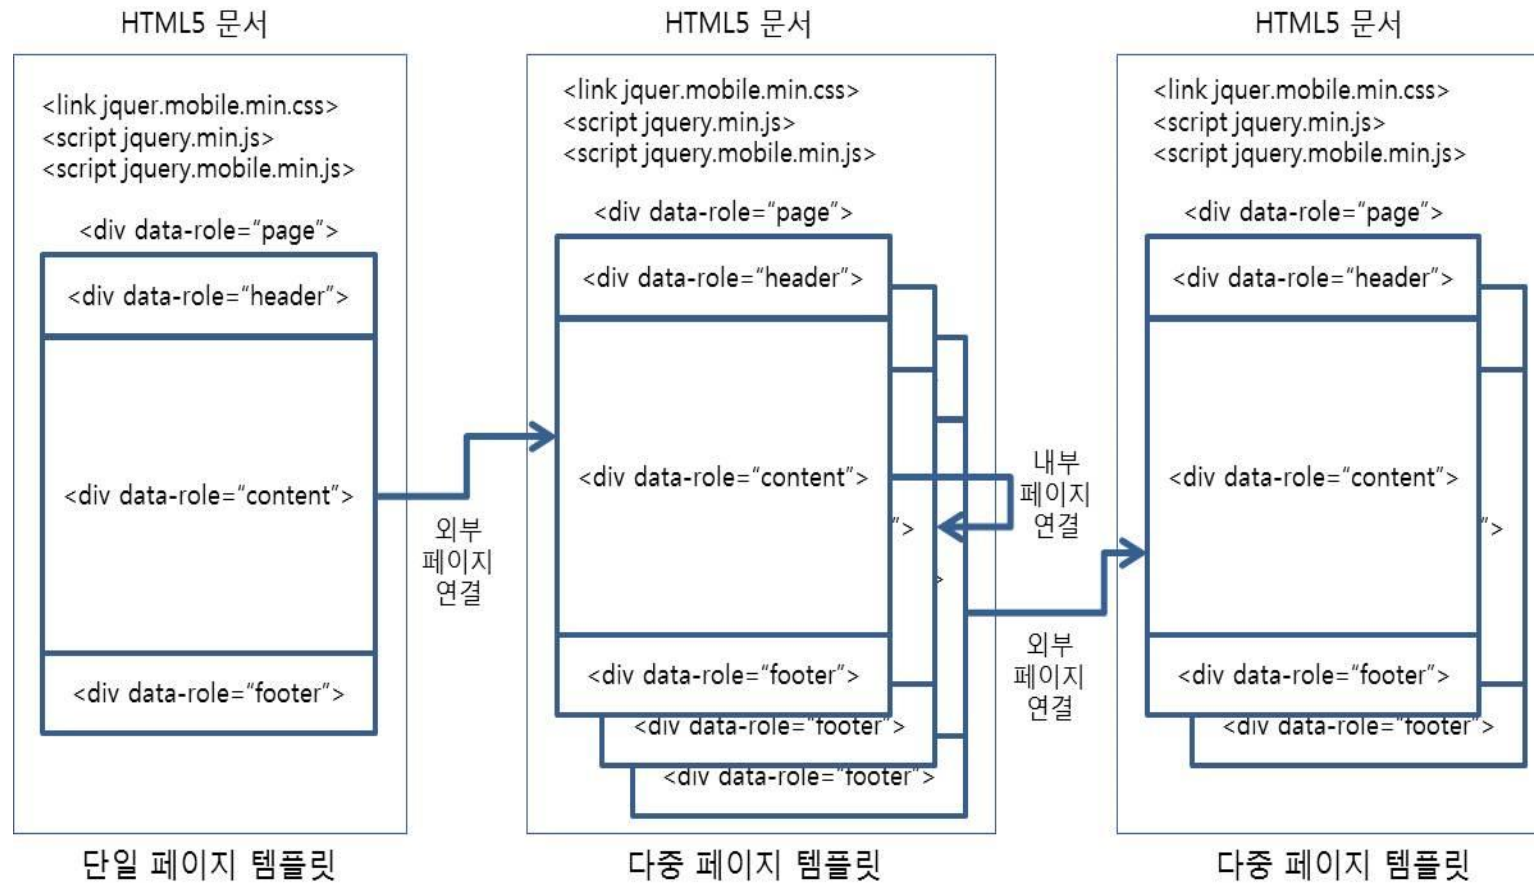 HTML5 문서
<link jquer.mobile.min.css>
<script jquery.min.js>
<script jquery.mobile.min.js>
<div data-role=“page”>
<div data-role=“header”>
<div data-role=“content”>
<div data-role=“footer”>
단일 페이지 템플릿
외부
페이지
연결
HTML5 문서
<link jquer.mobile.min.css>
<script jquery.min.js>
<script jquery.mobile.min.js>
<div data-role=“page”>
<div data-role=“header”>
<div data-role=“content”>
”>
>
<div data-role=“footer”>
<div data-role=“footer”>
<div data-role=“footer”>
다중 페이지 템플릿
내부
페이지
연결
외부
페이지
연결
HTML5 문서
<link jquer.mobile.min.css>
<script jquery.min.js>
<script jquery.mobile.min.js>
<div data-role=“page”>
<div data-role=“header”>
<div data-role=“content”>
”>
<div data-role=“footer”>
<div data-role=“footer”>
다중 페이지 템플릿